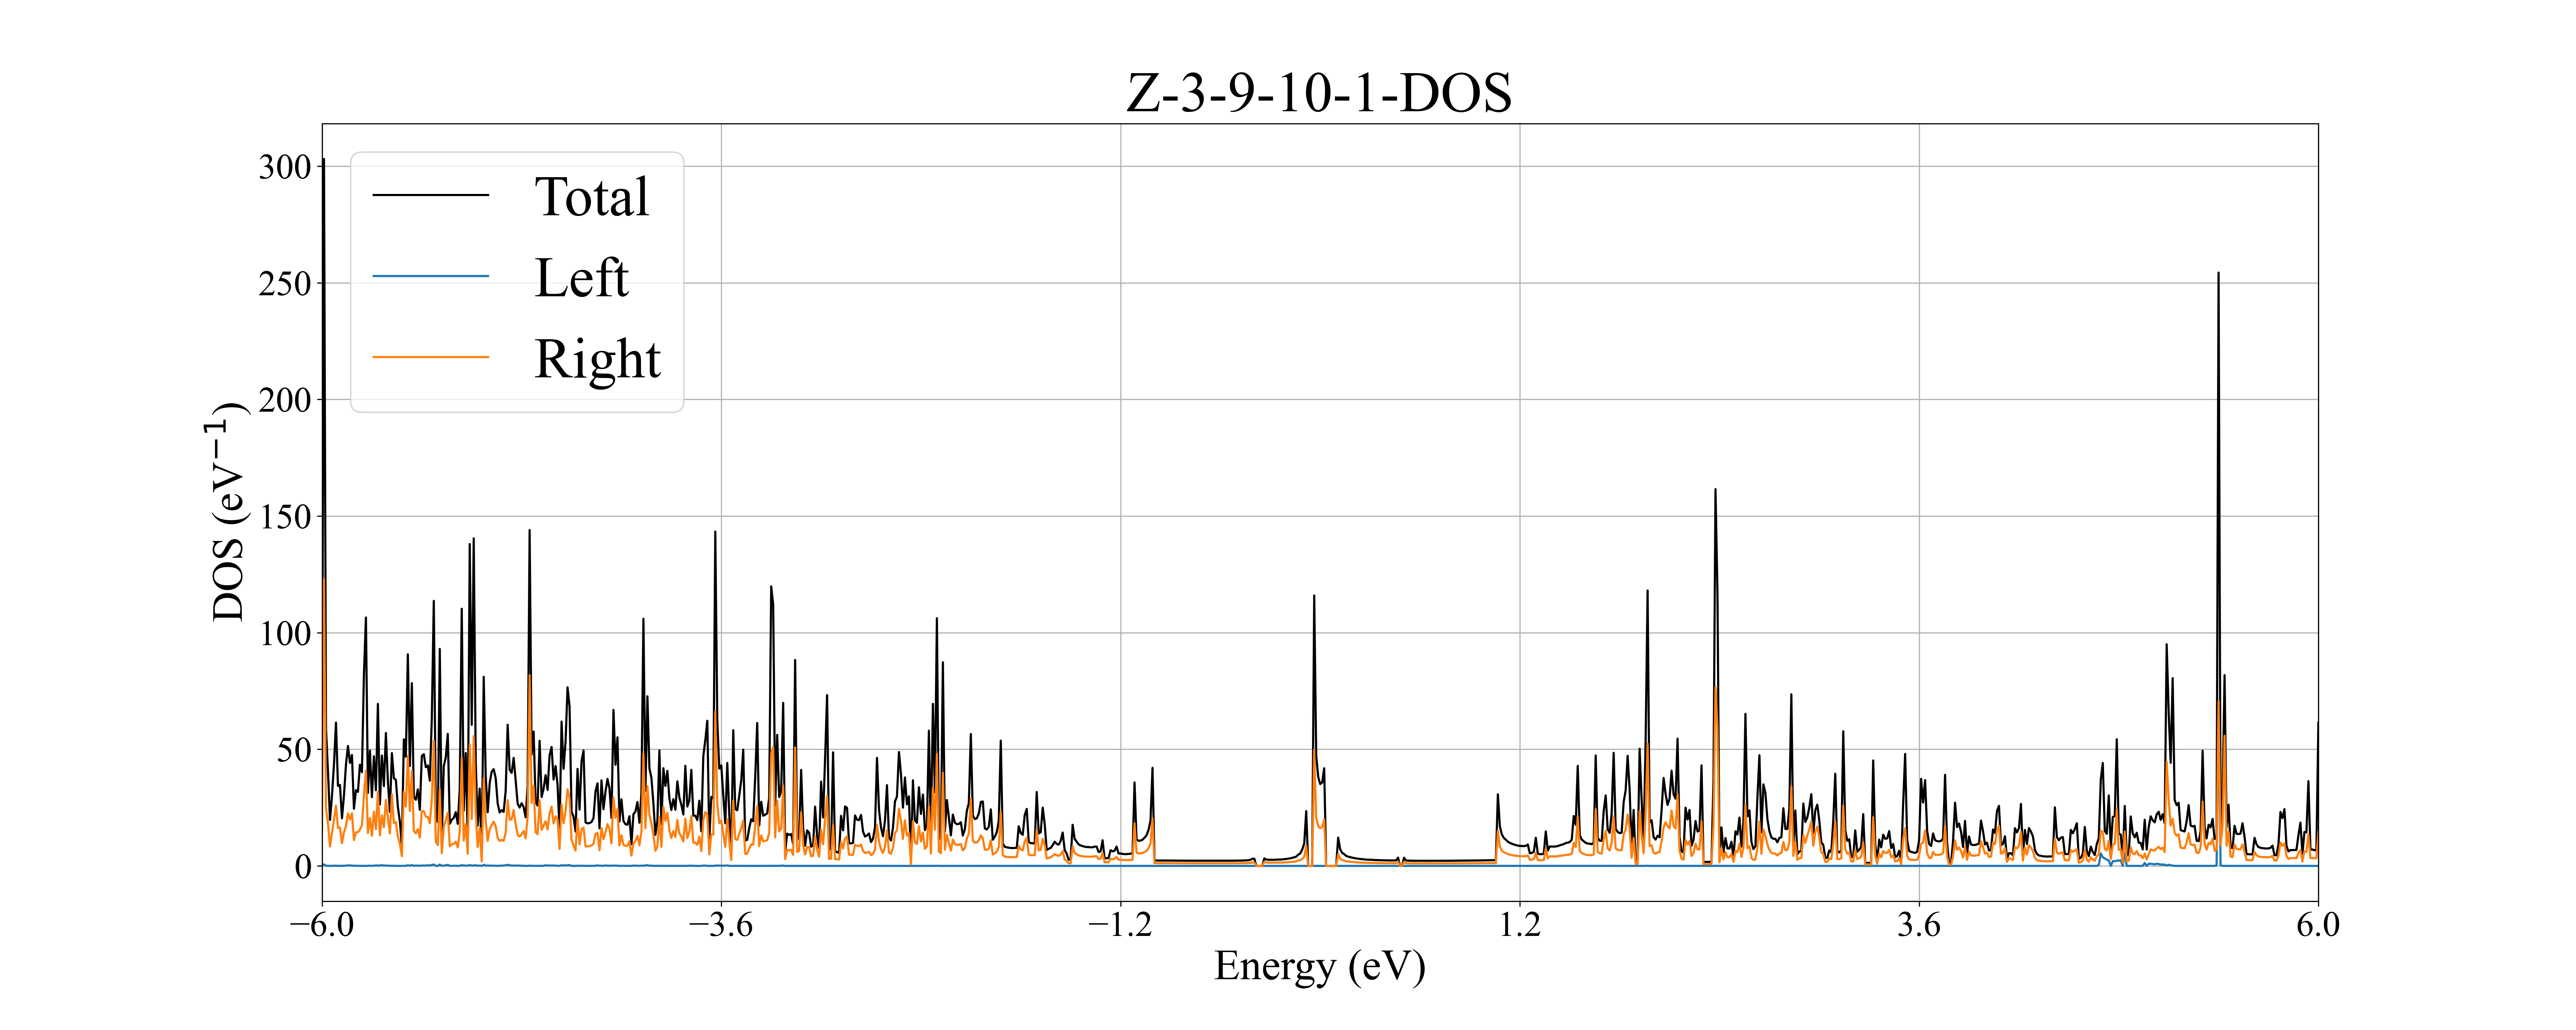 Z-3-9-10-1-DOS
Total
Left
Right
300
250
200
150
100
50
0
DOS (eV⁻¹)
−6.0
−3.6
−1.2
1.2
3.6
6.0
Energy (eV)